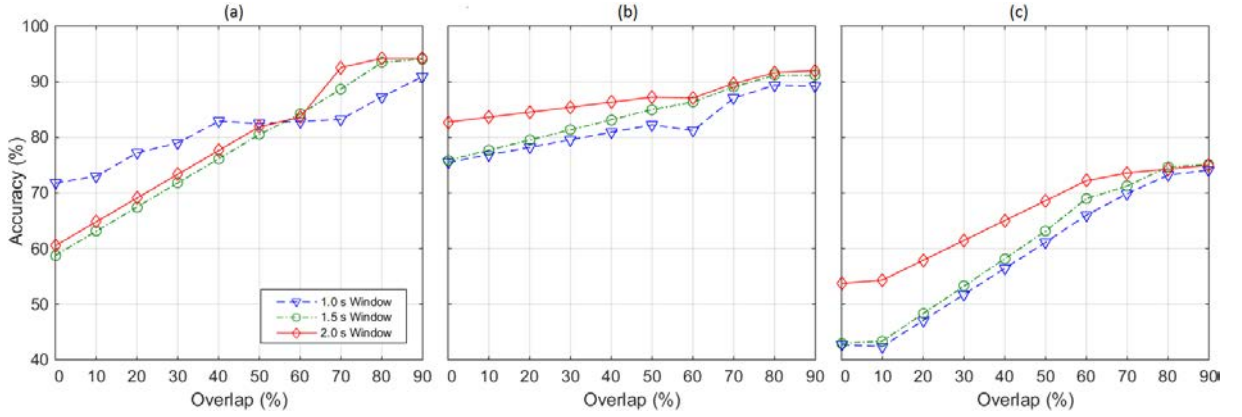 (a) (b) (c)
Accuracy (%)
100
90
80
70
60
50
40
1.0 s Window
1.5 s Window
2.0 s Window
0 10 20 30 40 50 60 70 80 90
0 10 20 30 40 50 60 70 80 90
0 10 20 30 40 50 60 70 80 90
Overlap (%) Overlap (%) Overlap (%)